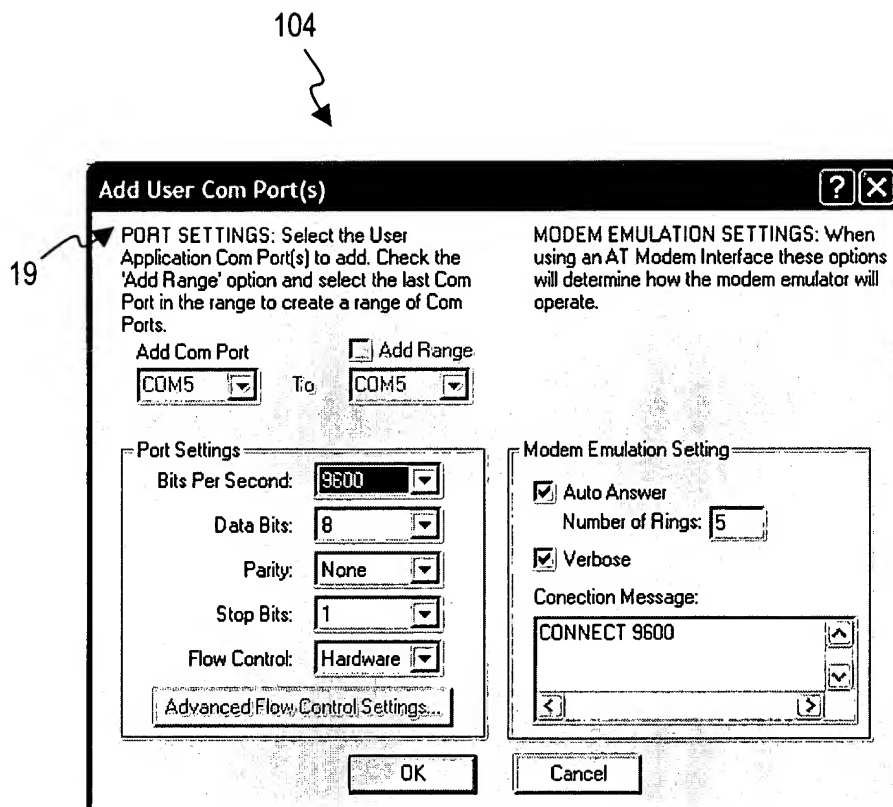 104
Add User Com Port(s)
19
PORT SETTINGS: Select the User
Application Com Port(s) to add. Check the
'Add Range' option and select the last Com
Port in the range to create a range of Com
Ports.
MODEM EMULATION SETTINGS: When
using an AT Modem Interface these options
will determine how the modem emulator will
operate.
Add Com Port
Add Range
COM5 To COM5
Port Settings
Bits Per Second: 9600
Data Bits: 8
Parity: None
Stop Bits: 1
Flow Control: Hardware
Advanced Flow Control Settings...
Modem Emulation Setting
Auto Answer
Number of Rings: 5
Verbose
Conection Message:
CONNECT 9600
OK
Cancel